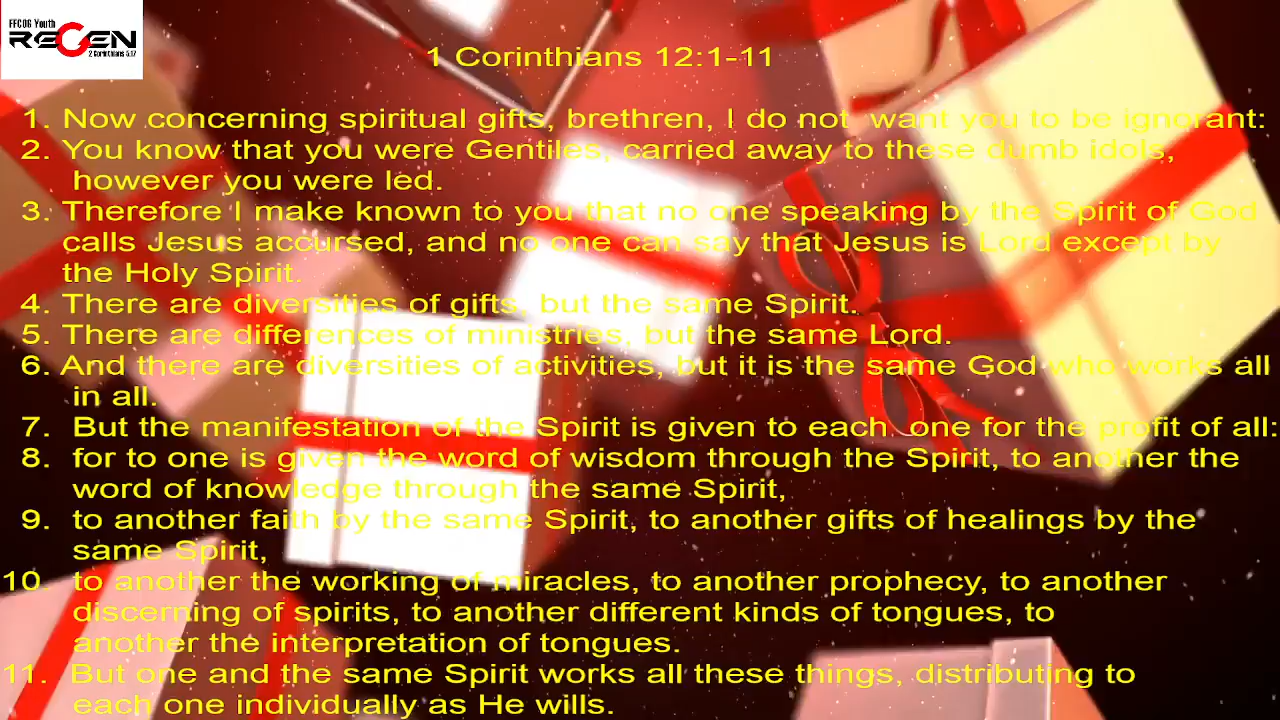 FFCOG Youth
REGEN
2 Corinthians 5:17
1 Corinthians 12:1-11
1. Now concerning spiritual gifts, brethren, I do not want you to be ignorant:
2. You know that you were Gentiles, carried away to these dumb idols,
however you were led.
3. Therefore I make known to you that no one speaking by the Spirit of God
calls Jesus accursed, and no one can say that Jesus is Lord except by
the Holy Spirit.
4. There are diversities of gifts, but the same Spirit.
5. There are differences of ministries, but the same Lord.
6. And there are diversities of activities, but it is the same God who works all
in all.
7. But the manifestation of the Spirit is given to each one for the profit of all:
8. for to one is given the word of wisdom through the Spirit, to another the
word of knowledge through the same Spirit,
9. to another faith by the same Spirit, to another gifts of healings by the
same Spirit,
10. to another the working of miracles, to another prophecy, to another
discerning of spirits, to another different kinds of tongues, to
another the interpretation of tongues.
11. But one and the same Spirit works all these things, distributing to
each one individually as He wills.